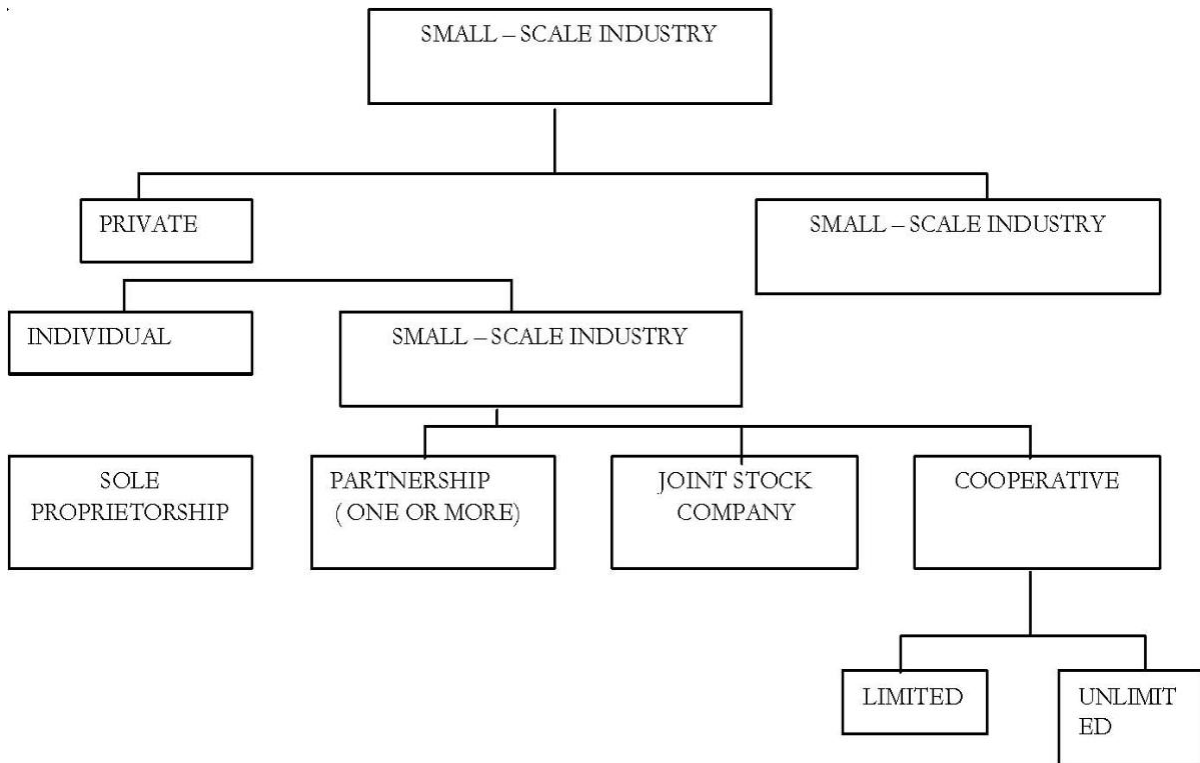 SMALL – SCALE INDUSTRY
PRIVATE
SMALL – SCALE INDUSTRY
INDIVIDUAL
SMALL – SCALE INDUSTRY
SOLE
PROPRIETORSHIP
PARTNERSHIP
( ONE OR MORE)
JOINT STOCK
COMPANY
COOPERATIVE
LIMITED
UNLIMIT
ED